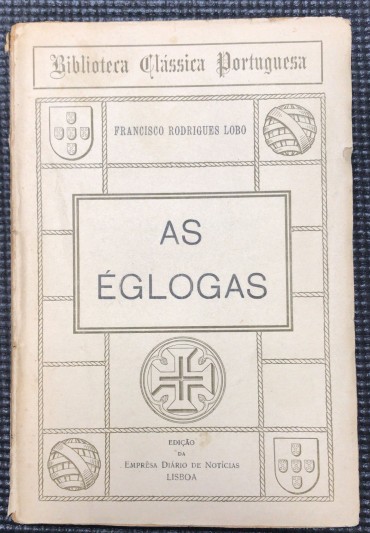 Biblioteca Clássica Portuguesa
FRANCISCO RODRIGUES LOBO
AS
ÉGLOGAS
EDIÇÃO
DA
EMPRÊSA DIÁRIO DE NOTÍCIAS
LISBOA